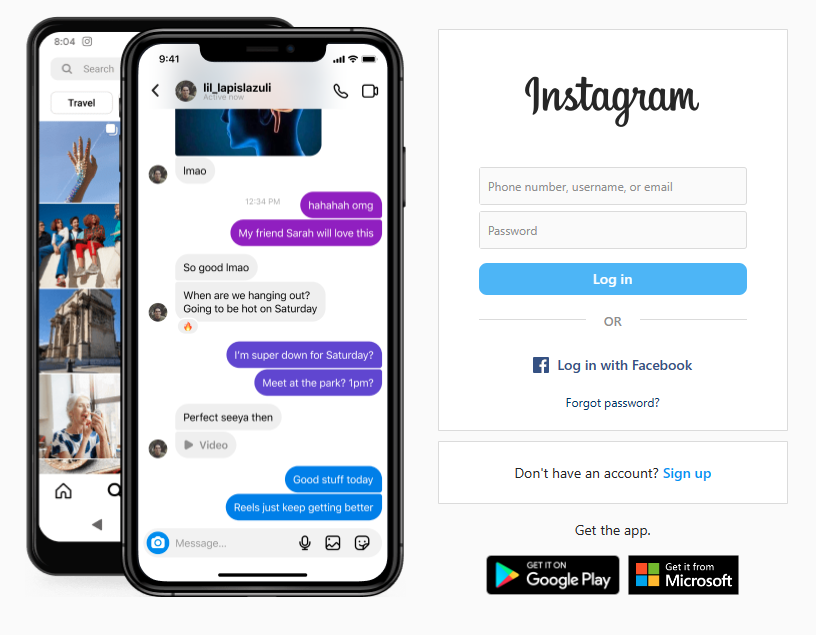 8:04
Search
Travel
9:41
lil_lapislazuli
Active now
lmao
12:34 PM
hahahah omg
My friend Sarah will love this
So good lmao
When are we hanging out?
Going to be hot on Saturday
I'm super down for Saturday?
Meet at the park? 1pm?
Perfect seeya then
Video
Good stuff today
Reels just keep getting better
Message...
Instagram
Phone number, username, or email
Password
Log in
OR
Log in with Facebook
Forgot password?
Don't have an account? Sign up
Get the app.
GET IT ON
Google Play
Get it from
Microsoft